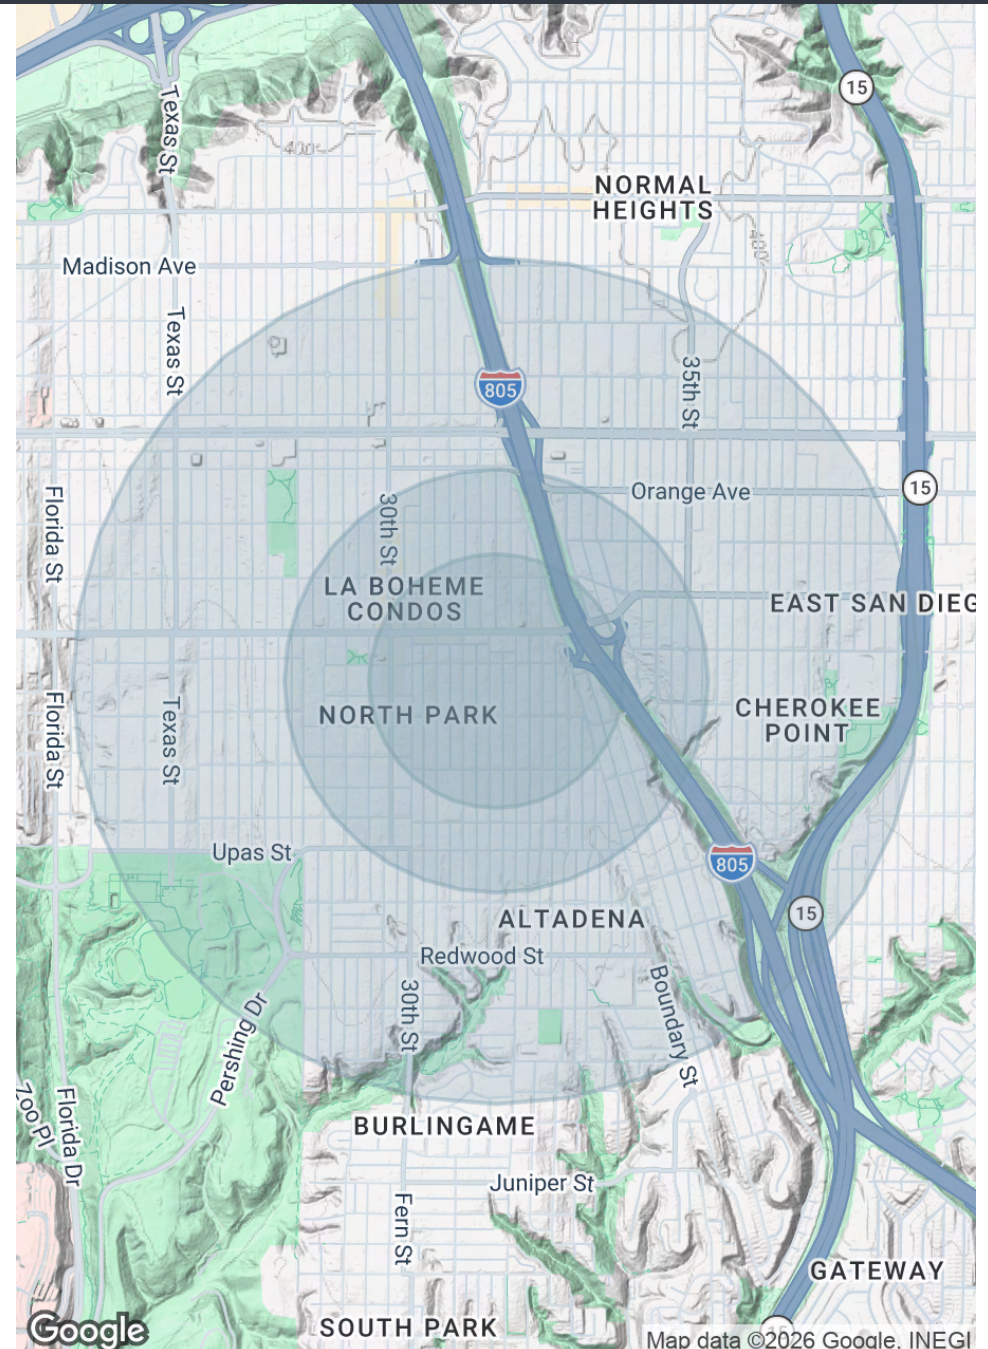 15
Texas St
400'
NORMAL
HEIGHTS
400'
Madison Ave
Texas St
805
35th St
Orange Ave
15
Florida St
30th St
LA BOHEME
CONDOS
EAST SAN DIEG
Florida St
Texas St
NORTH PARK
CHEROKEE
POINT
Upas St
805
15
ALTADENA
Redwood St
Boundary St
30th St
Pershing Dr
Zoo Pl
Florida Dr
BURLINGAME
Juniper St
Fern St
GATEWAY
SOUTH PARK
15
Google
Map data ©2026 Google, INEGI